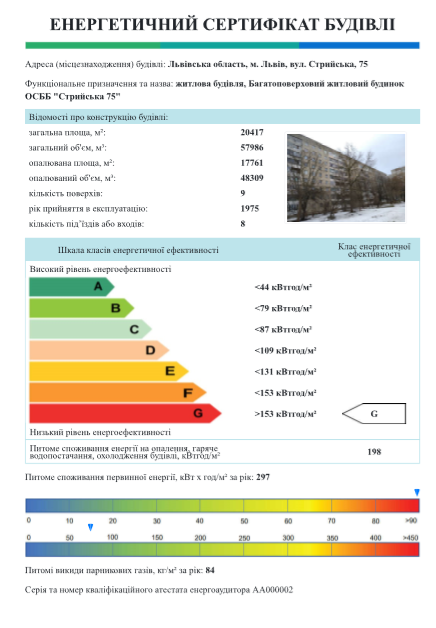 ЕНЕРГЕТИЧНИЙ СЕРТИФІКАТ БУДІВЛІ
Адреса (місцезнаходження) будівлі: Львівська область, м. Львів, вул. Стрийська, 75
Функціональне призначення та назва: житлова будівля, Багатоповерховий житловий будинок
ОСББ "Стрийська 75"
Відомості про конструкцію будівлі:
загальна площа, м²: 20417
загальний об'єм, м³: 57986
опалювана площа, м²: 17761
опалюваний об'єм, м³: 48309
кількість поверхів: 9
рік прийняття в експлуатацію: 1975
кількість під'їздів або входів: 8
Шкала класів енергетичної ефективності
Клас енергетичної
ефективності
Високий рівень енергоефективності
A <44 кВтгод/м²
B <79 кВтгод/м²
C <87 кВтгод/м²
D <109 кВтгод/м²
E <131 кВтгод/м²
F <153 кВтгод/м²
G >153 кВтгод/м² G
Низький рівень енергоефективності
Питоме споживання енергії на опалення, гаряче
водопостачання, охолодження будівлі, кВтгод/м² 198
Питоме споживання первинної енергії, кВт х год/м² за рік: 297
0 10 20 30 40 50 60 70 80 >90
0 50 100 150 200 250 300 350 400 >450
Питомі викиди парникових газів, кг/м² за рік: 84
Серія та номер кваліфікаційного атестата енергоаудитора АА000002